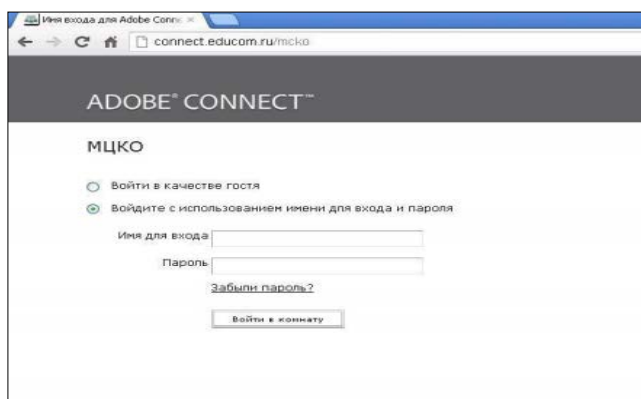 Имя входа для Adobe Conne
connect.educom.ru/mcko
ADOBE® CONNECT™
МЦКО
Войти в качестве гостя
Войдите с использованием имени для входа и пароля
Имя для входа
Пароль
Забыли пароль?
Войти в комнату